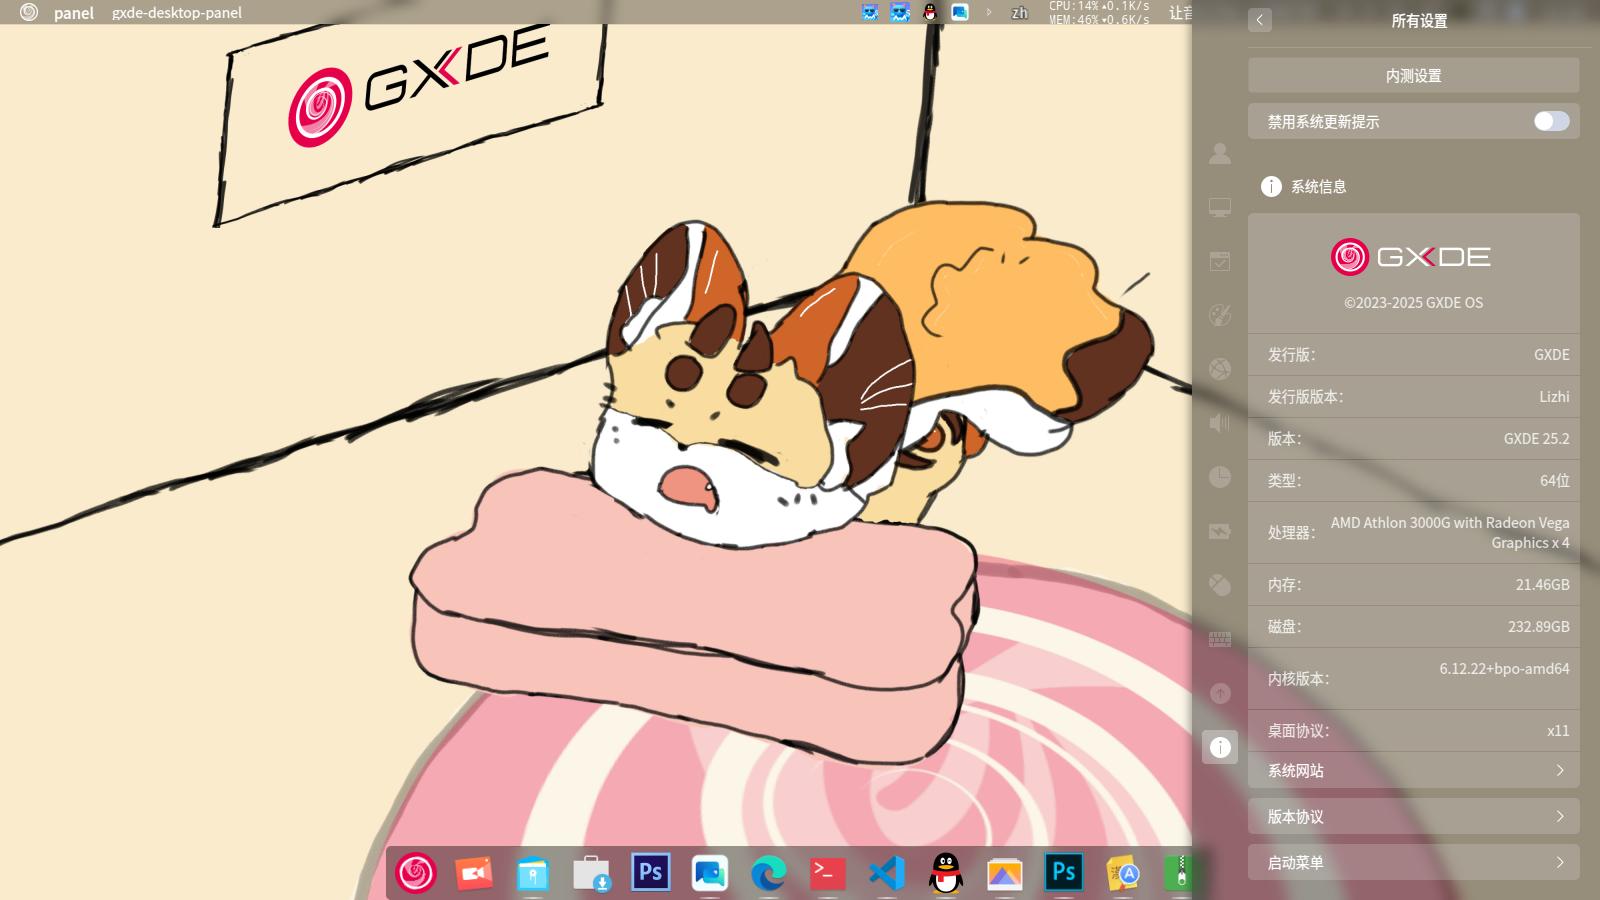 panel gxde-desktop-panel
zh
CPU:14%▴0.1K/s
MEM:46%▾0.6K/s
让音
GXDE
所有设置
内测设置
禁用系统更新提示
系统信息
GXDE
©2023-2025 GXDE OS
发行版： GXDE
发行版版本： Lizhi
版本： GXDE 25.2
类型： 64位
处理器： AMD Athlon 3000G with Radeon Vega
Graphics x 4
内存： 21.46GB
磁盘： 232.89GB
内核版本： 6.12.22+bpo-amd64
桌面协议： x11
系统网站
版本协议
启动菜单
Ps
Ps
A